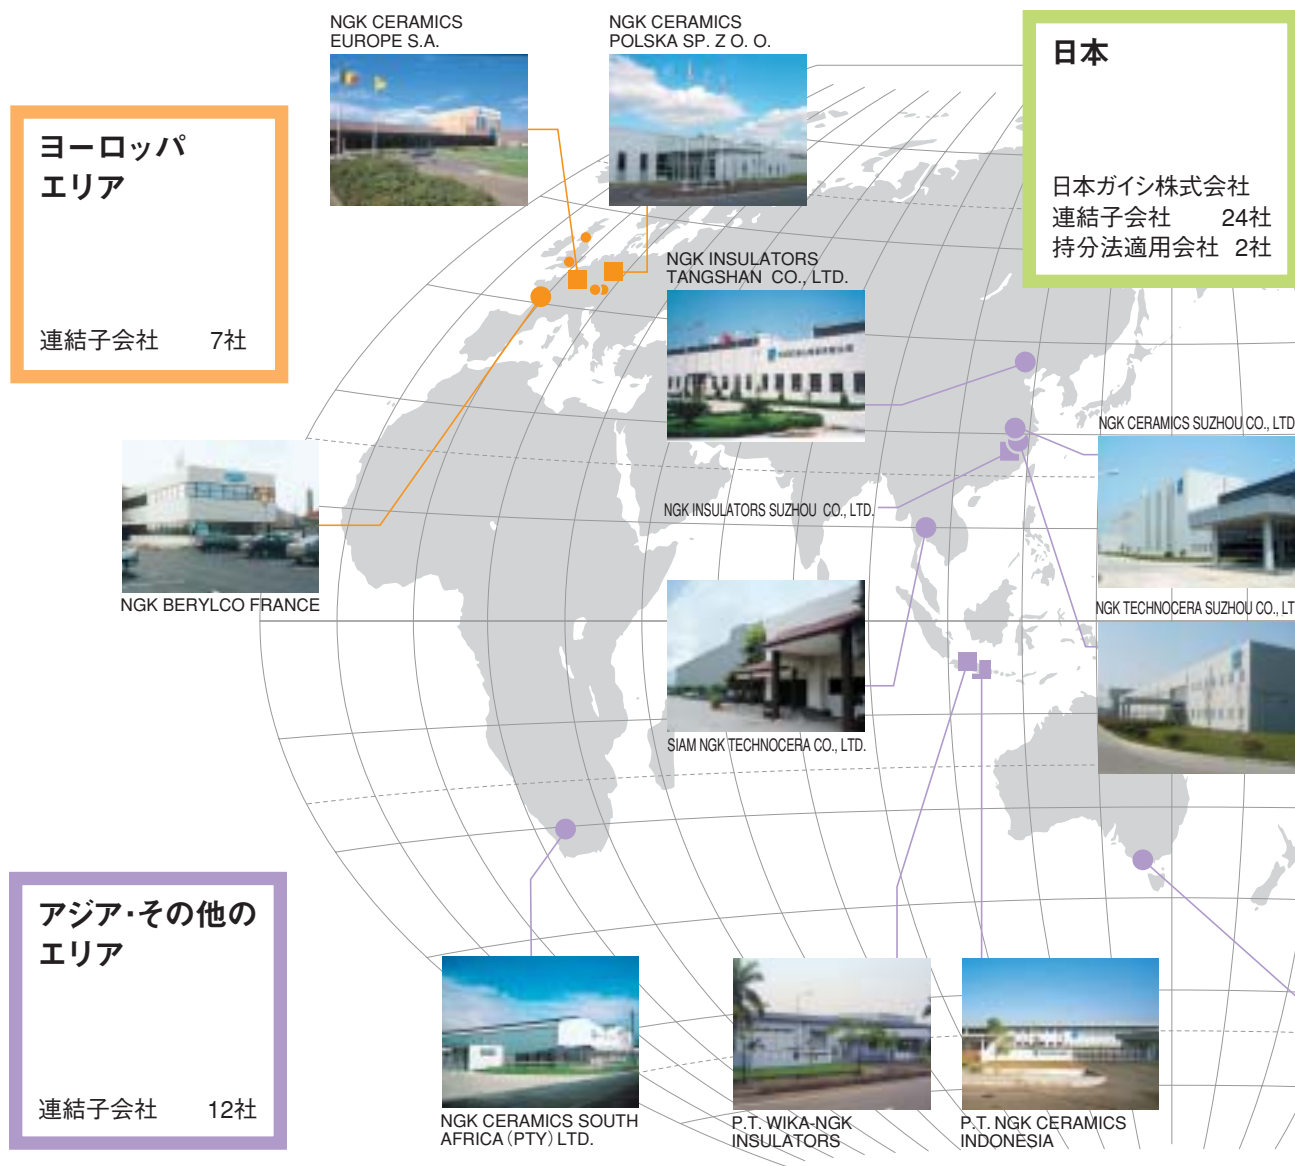 NGK CERAMICS
EUROPE S.A.
NGK CERAMICS
POLSKA SP. Z O. O.
日本
日本ガイシ株式会社
連結子会社 24社
持分法適用会社 2社
ヨーロッパ
エリア
連結子会社 7社
NGK INSULATORS
TANGSHAN CO., LTD.
NGK CERAMICS SUZHOU CO., LTD
NGK INSULATORS SUZHOU CO., LTD.
NGK BERYLCO FRANCE
NGK TECHNOCERA SUZHOU CO., LT
SIAM NGK TECHNOCERA CO., LTD.
アジア・その他の
エリア
連結子会社 12社
NGK CERAMICS SOUTH
AFRICA (PTY) LTD.
P.T. WIKA-NGK
INSULATORS
P.T. NGK CERAMICS
INDONESIA